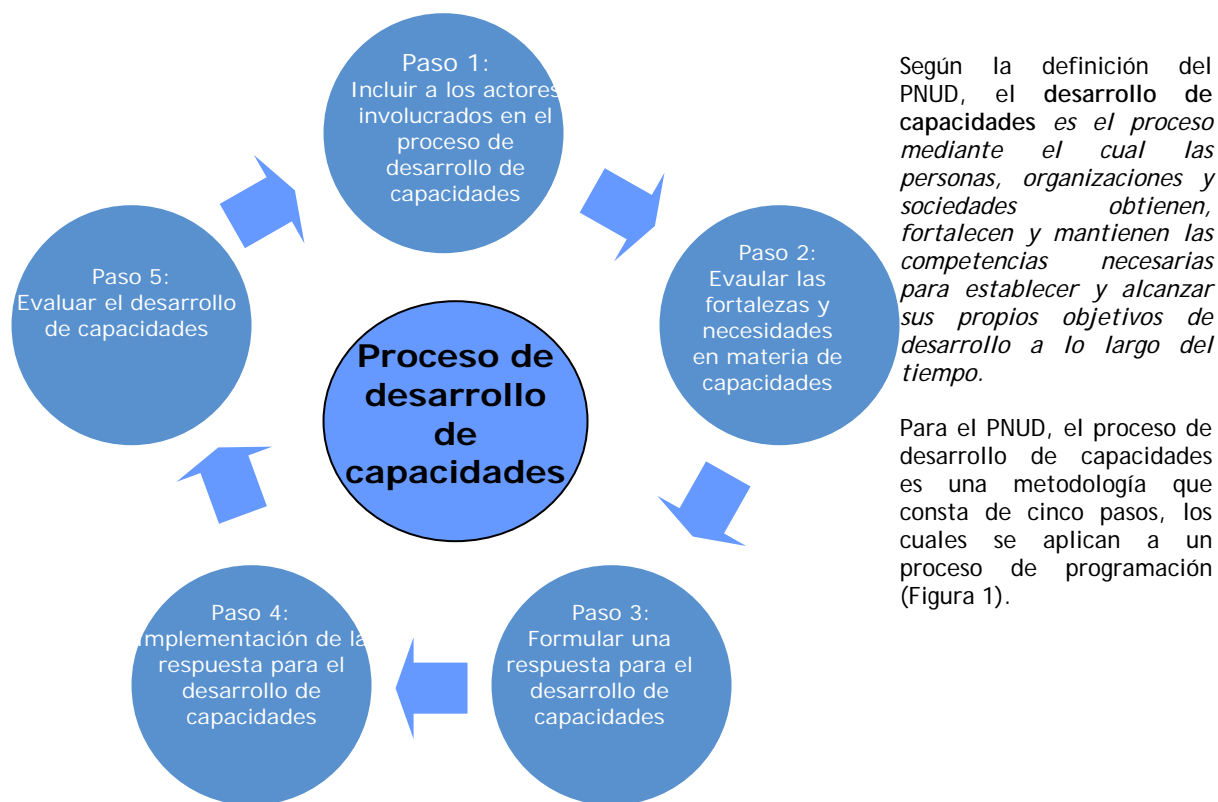 Paso 1:
Incluir a los actores
involucrados en el
proceso de
desarrollo de
capacidades
Paso 2:
Evaular las
fortalezas y
necesidades
en materia de
capacidades
Paso 3:
Formular una
respuesta para el
desarrollo de
capacidades
Paso 4:
Implementación de la
respuesta para el
desarrollo de
capacidades
Paso 5:
Evaluar el desarrollo
de capacidades
Proceso de
desarrollo
de
capacidades
Según la definición del
PNUD, el desarrollo de
capacidades es el proceso
mediante el cual las
personas, organizaciones y
sociedades obtienen,
fortalecen y mantienen las
competencias necesarias
para establecer y alcanzar
sus propios objetivos de
desarrollo a lo largo del
tiempo.
Para el PNUD, el proceso de
desarrollo de capacidades
es una metodología que
consta de cinco pasos, los
cuales se aplican a un
proceso de programación
(Figura 1).